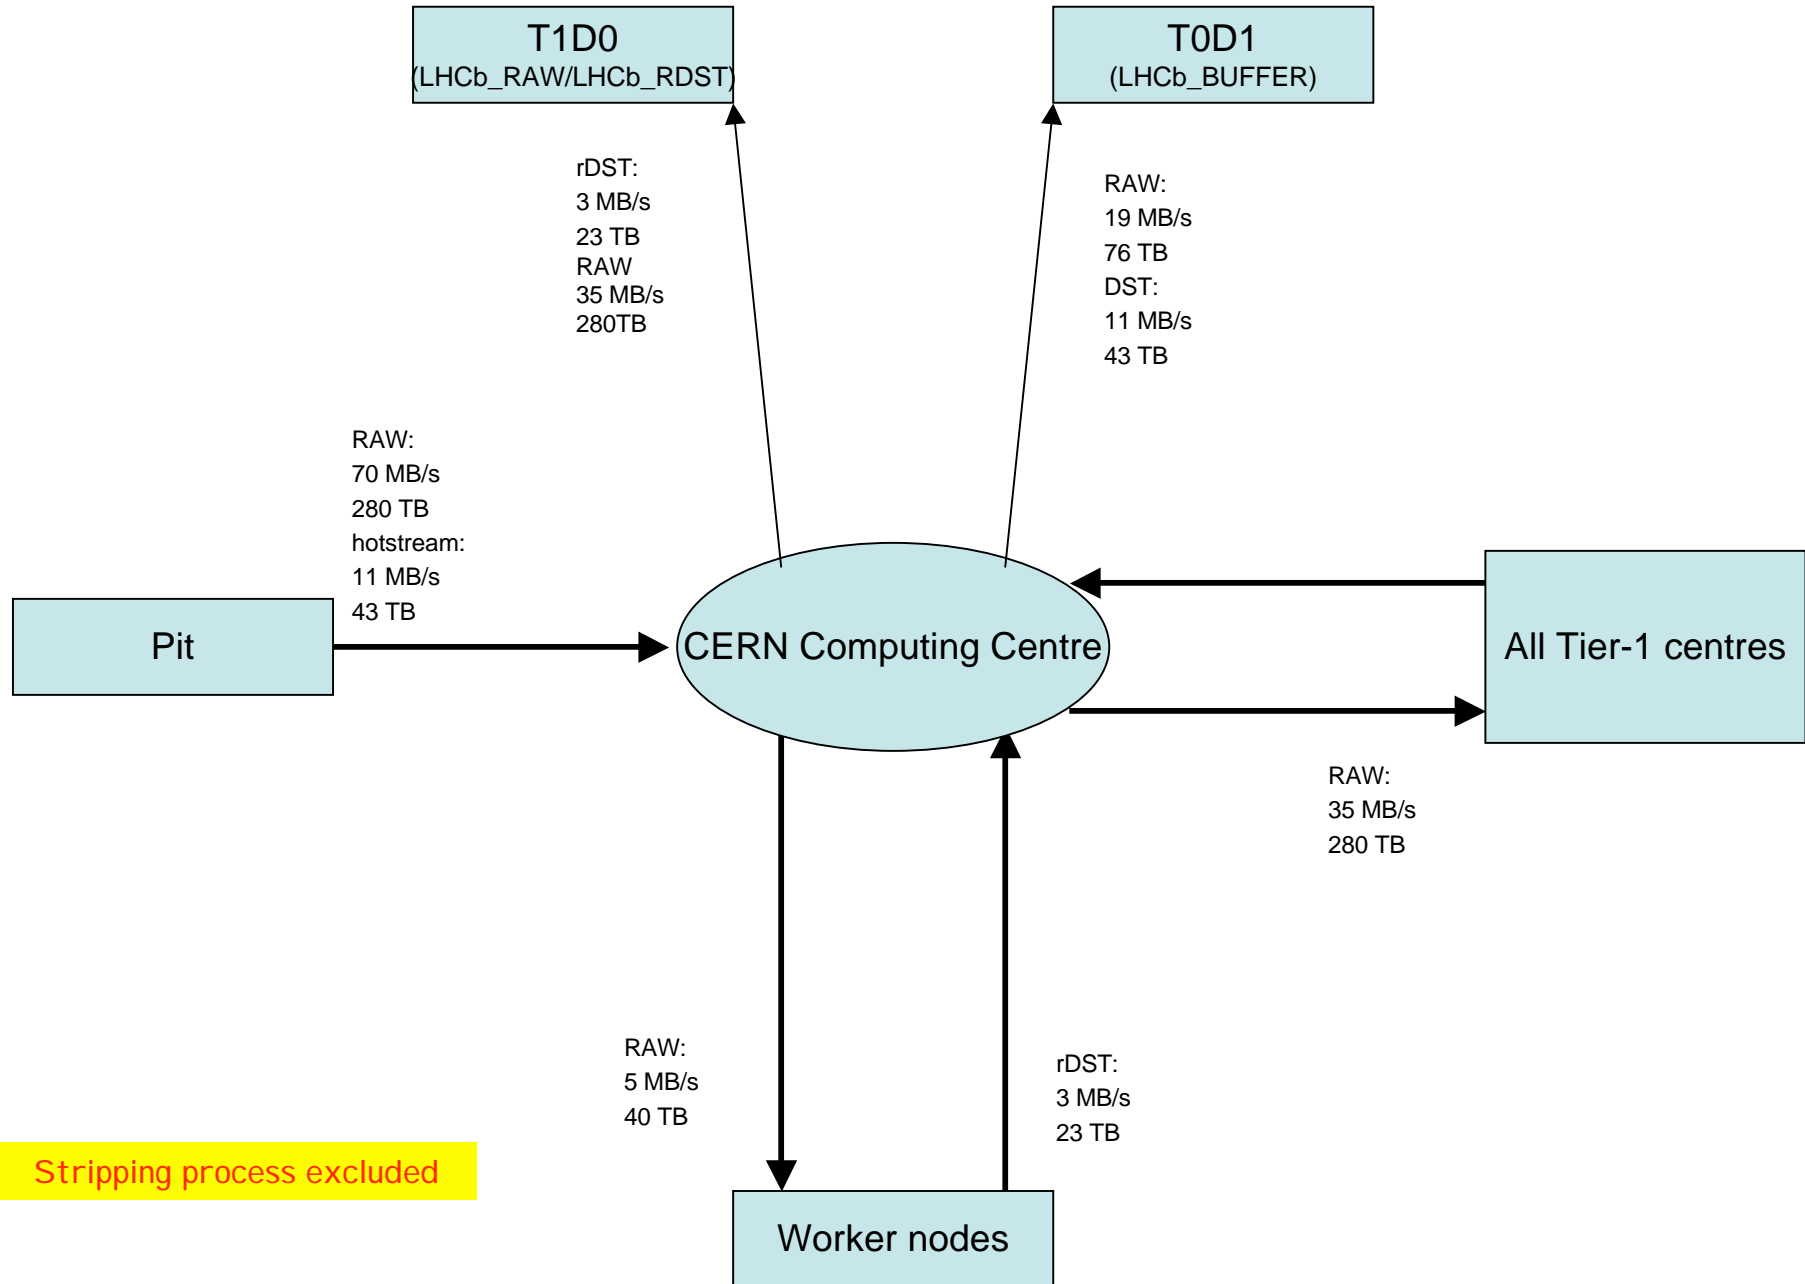 T1D0
(LHCb_RAW/LHCb_RDST)
T0D1
(LHCb_BUFFER)
rDST:
3 MB/s
23 TB
RAW
35 MB/s
280TB
RAW:
19 MB/s
76 TB
DST:
11 MB/s
43 TB
RAW:
70 MB/s
280 TB
hotstream:
11 MB/s
43 TB
Pit
CERN Computing Centre
All Tier-1 centres
RAW:
35 MB/s
280 TB
RAW:
5 MB/s
40 TB
rDST:
3 MB/s
23 TB
Stripping process excluded
Worker nodes